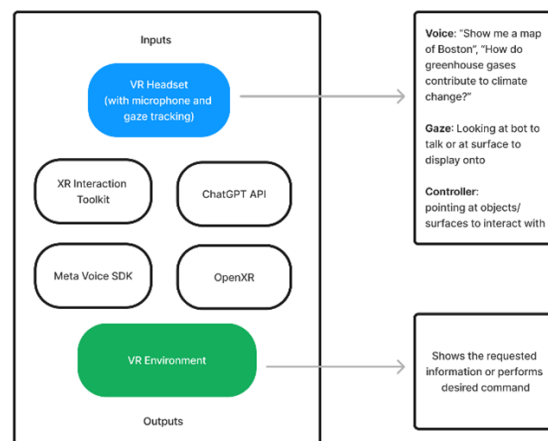 Inputs
VR Headset
(with microphone and
gaze tracking)
XR Interaction
Toolkit
ChatGPT API
Meta Voice SDK
OpenXR
VR Environment
Outputs
Voice: “Show me a map
of Boston”, “How do
greenhouse gases
contribute to climate
change?”
Gaze: Looking at bot to
talk or at surface to
display onto
Controller:
pointing at objects/
surfaces to interact with
Shows the requested
information or performs
desired command